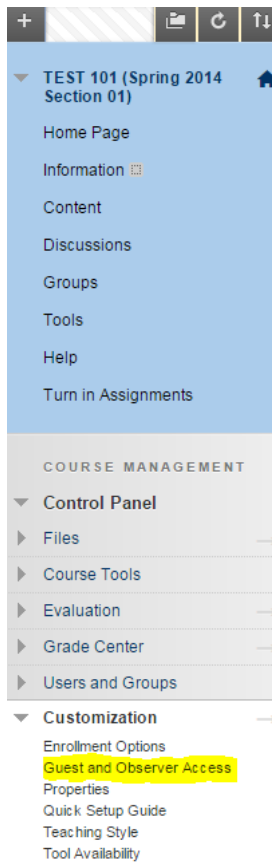 TEST 101 (Spring 2014
Section 01)
Home Page
Information
Content
Discussions
Groups
Tools
Help
Turn in Assignments
COURSE MANAGEMENT
Control Panel
Files
Course Tools
Evaluation
Grade Center
Users and Groups
Customization
Enrollment Options
Guest and Observer Access
Properties
Quick Setup Guide
Teaching Style
Tool Availability